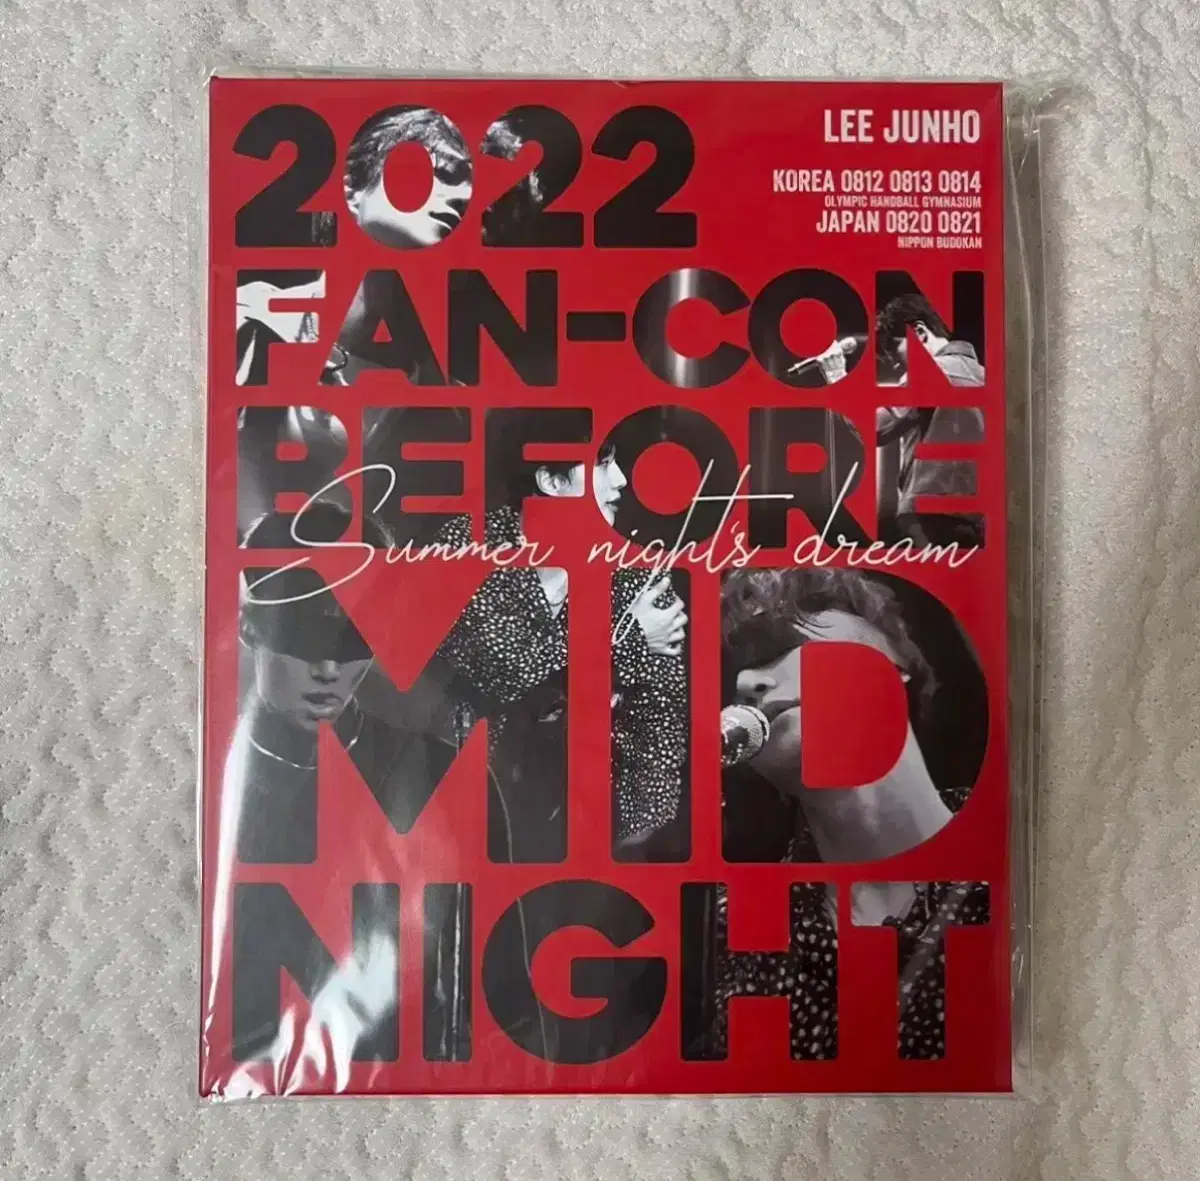 2022
LEE JUNHO
KOREA 0812 0813 0814
OLYMPIC HANDBALL GYMNASIUM
JAPAN 0820 0821
NIPPON BUDOKAN
FAN-CON
BEFORE
Summer night's dream
MID
NIGHT